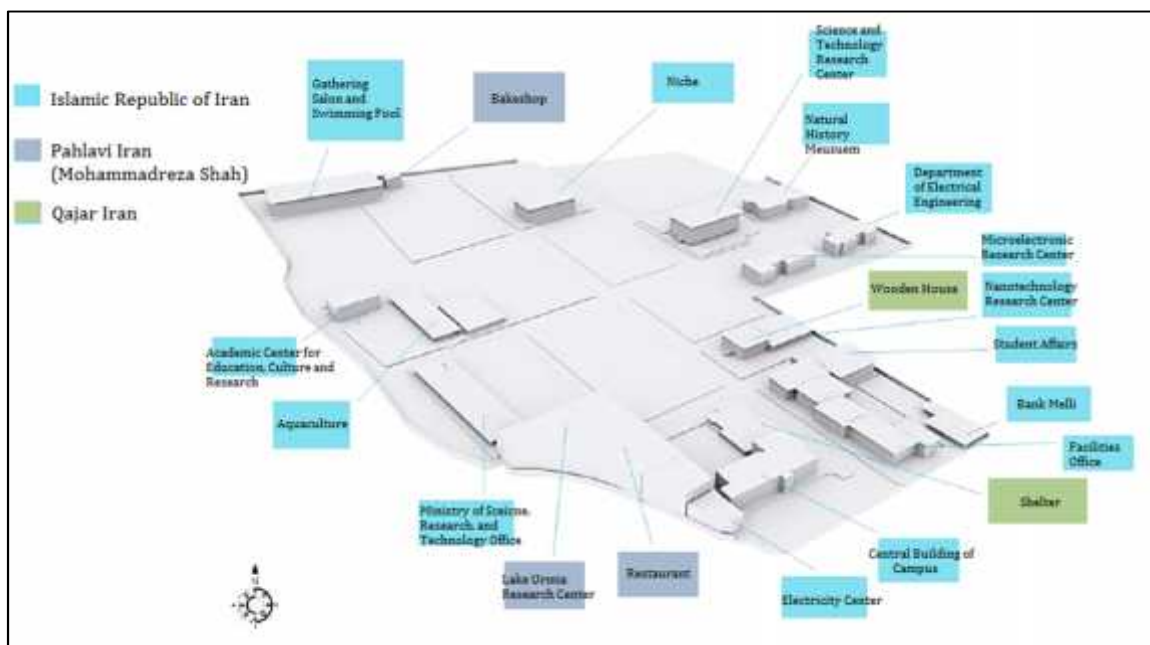 Islamic Republic of Iran
Pahlavi Iran
(Mohammadreza Shah)
Qajar Iran
Gathering
Salon and
Swimming Pool
Bakeshop
Niche
Science and
Technology
Research
Center
Natural
History
Meusuem
Department
of Electrical
Engineering
Microelectronic
Research Center
Wooden House
Nanotechnology
Research Center
Student Affairs
Bank Melli
Facilities
Office
Shelter
Central Building of
Campus
Electricity Center
Restaurant
Lake Urmia
Research Center
Ministry of Sceirne,
Research, and
Technology Office
Aquaculture
Academic Center for
Education, Culture and
Research
N